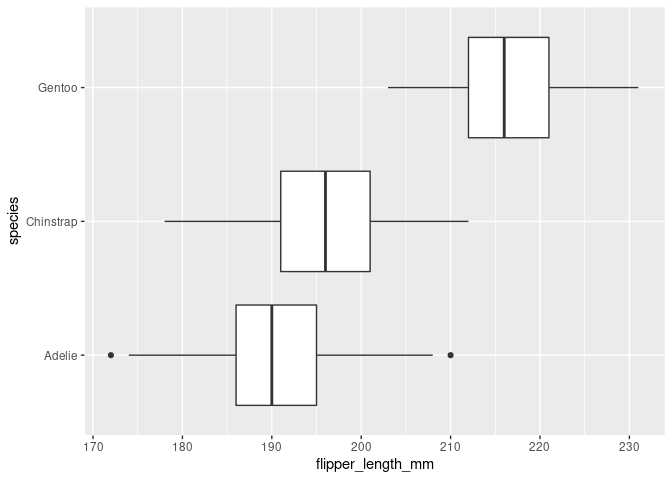 Gentoo
Chinstrap
Adelie
species
170 180 190 200 210 220 230
flipper_length_mm